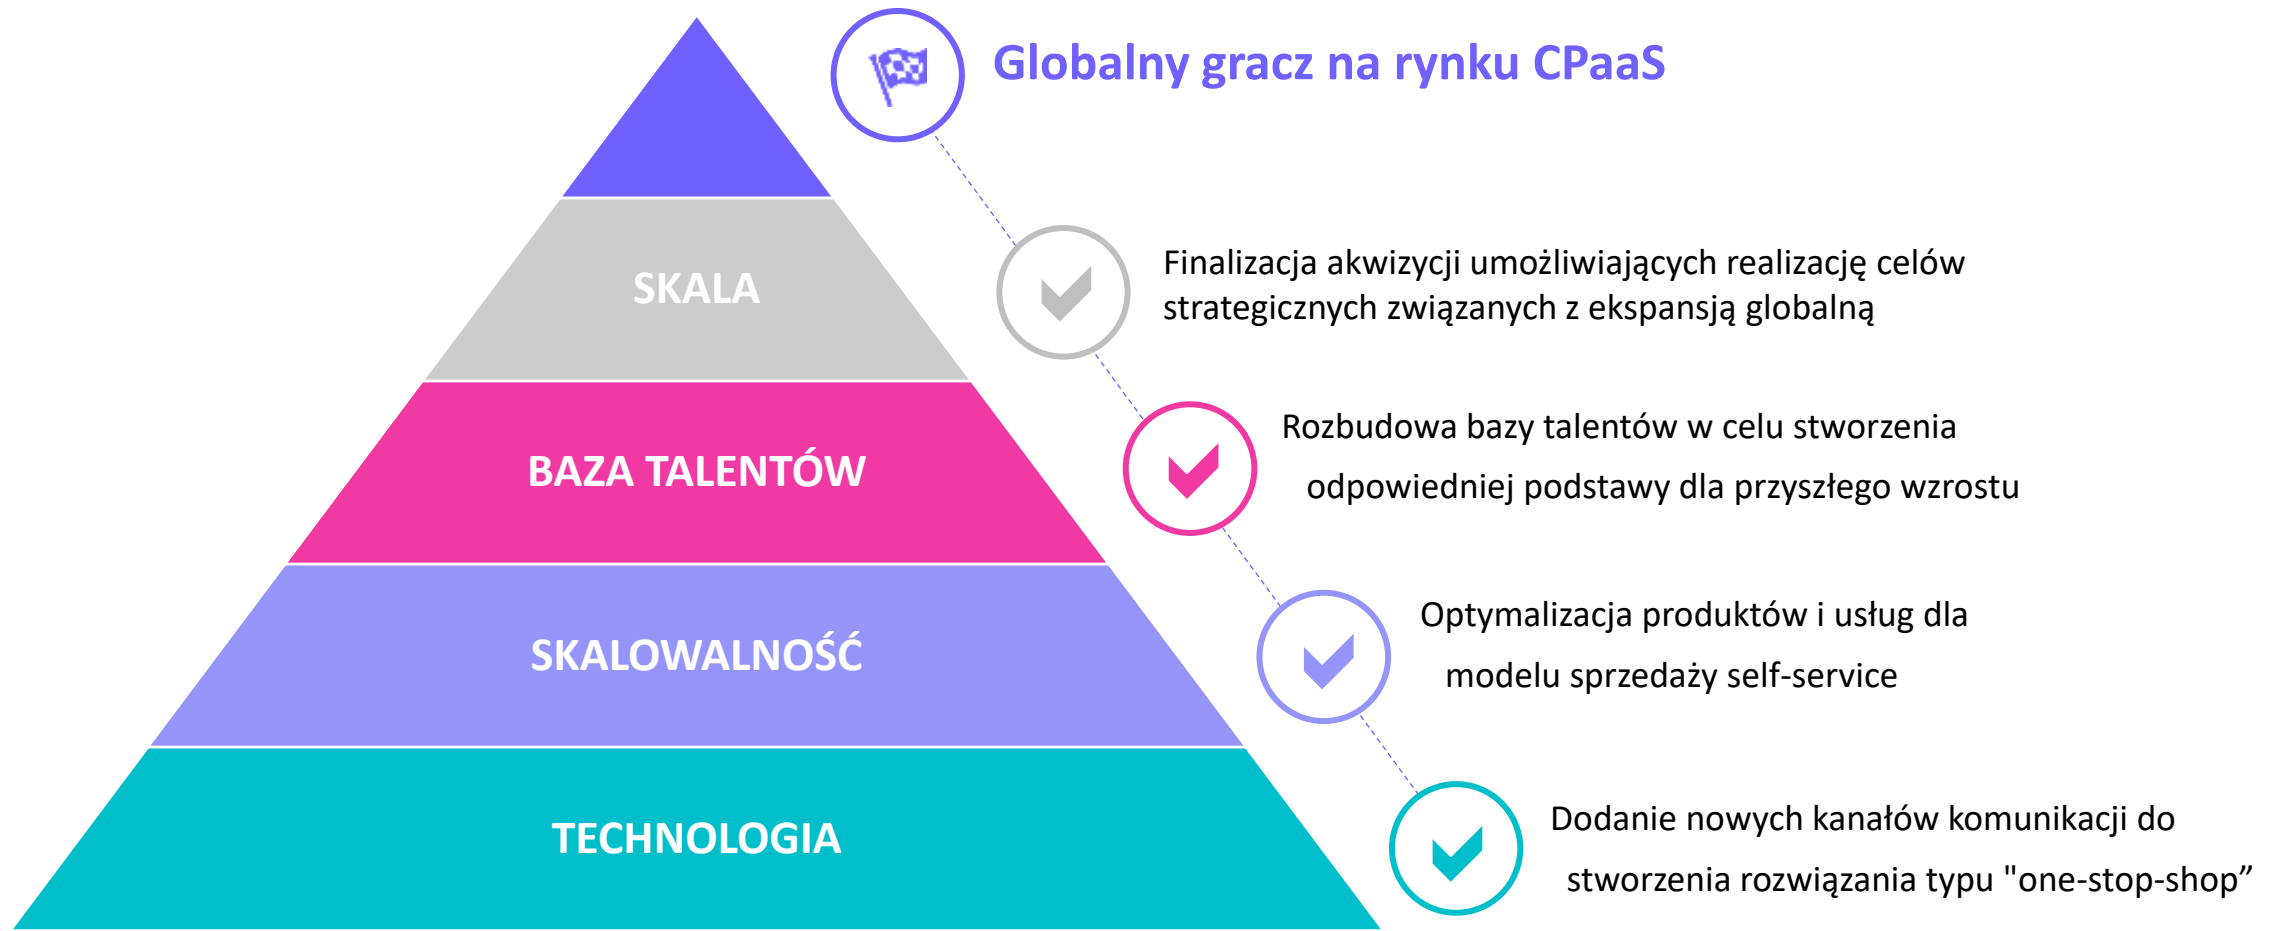 Globalny gracz na rynku CPaaS
SKALA
Finalizacja akwizycji umożliwiających realizację celów
strategicznych związanych z ekspansją globalną
BAZA TALENTÓW
Rozbudowa bazy talentów w celu stworzenia
odpowiedniej podstawy dla przyszłego wzrostu
SKALOWALNOŚĆ
Optymalizacja produktów i usług dla
modelu sprzedaży self-service
TECHNOLOGIA
Dodanie nowych kanałów komunikacji do
stworzenia rozwiązania typu "one-stop-shop”